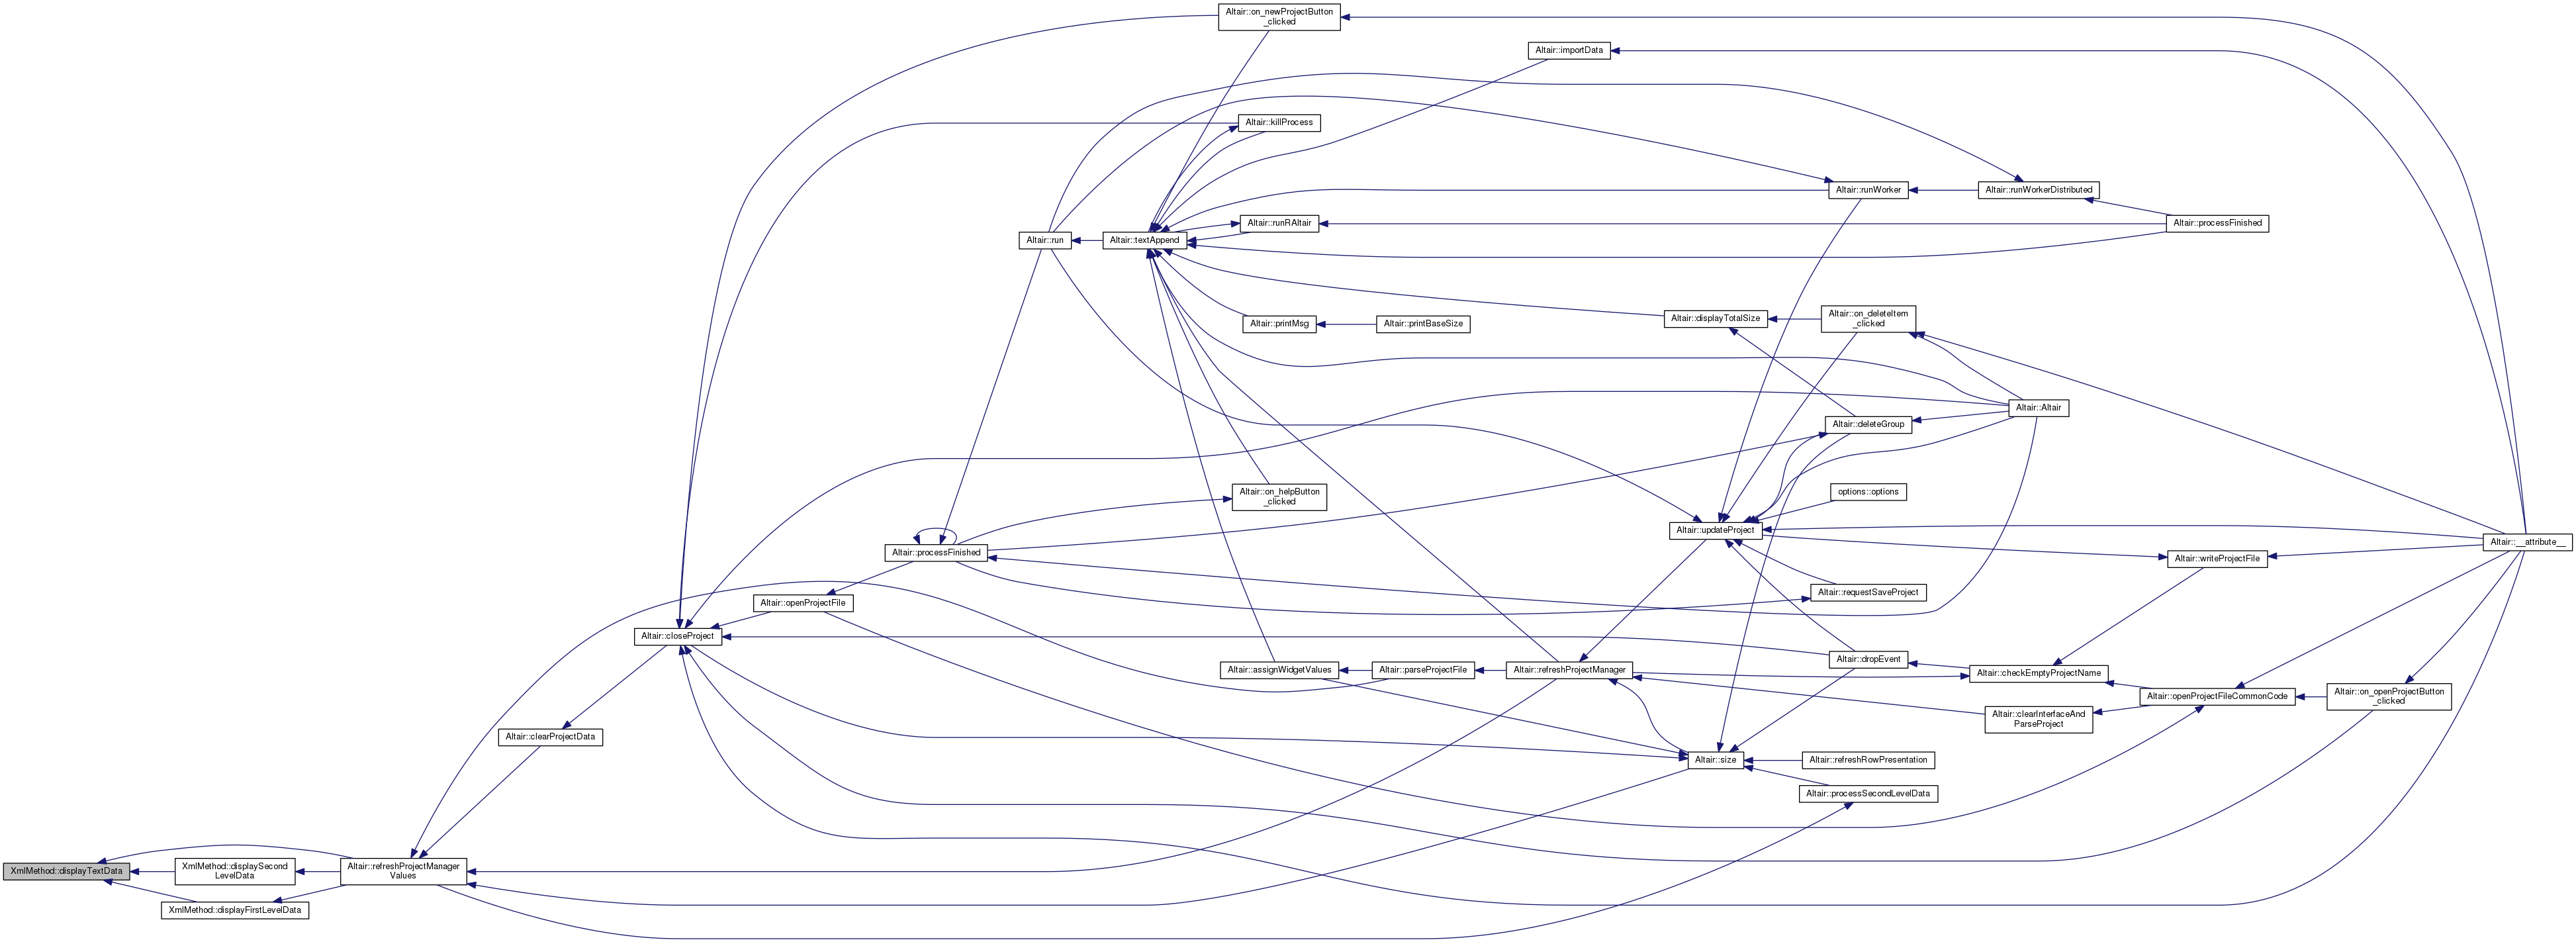 Altair::on_newProjectButton
_clicked
Altair::importData
Altair::killProcess
Altair::runWorker
Altair::runWorkerDistributed
Altair::runRAltair
Altair::processFinished
Altair::run
Altair::textAppend
Altair::on_deleteItem
_clicked
Altair::displayTotalSize
Altair::printMsg
Altair::printBaseSize
Altair::Altair
Altair::deleteGroup
Altair::on_helpButton
_clicked
options::options
Altair::updateProject
Altair::__attribute__
Altair::processFinished
Altair::writeProjectFile
Altair::requestSaveProject
Altair::openProjectFile
Altair::closeProject
Altair::dropEvent
Altair::assignWidgetValues
Altair::parseProjectFile
Altair::refreshProjectManager
Altair::checkEmptyProjectName
Altair::openProjectFileCommonCode
Altair::on_openProjectButton
_clicked
Altair::clearInterfaceAnd
ParseProject
Altair::clearProjectData
Altair::size
Altair::refreshRowPresentation
Altair::processSecondLevelData
XmlMethod::displayTextData
XmlMethod::displaySecond
LevelData
Altair::refreshProjectManager
Values
XmlMethod::displayFirstLevelData